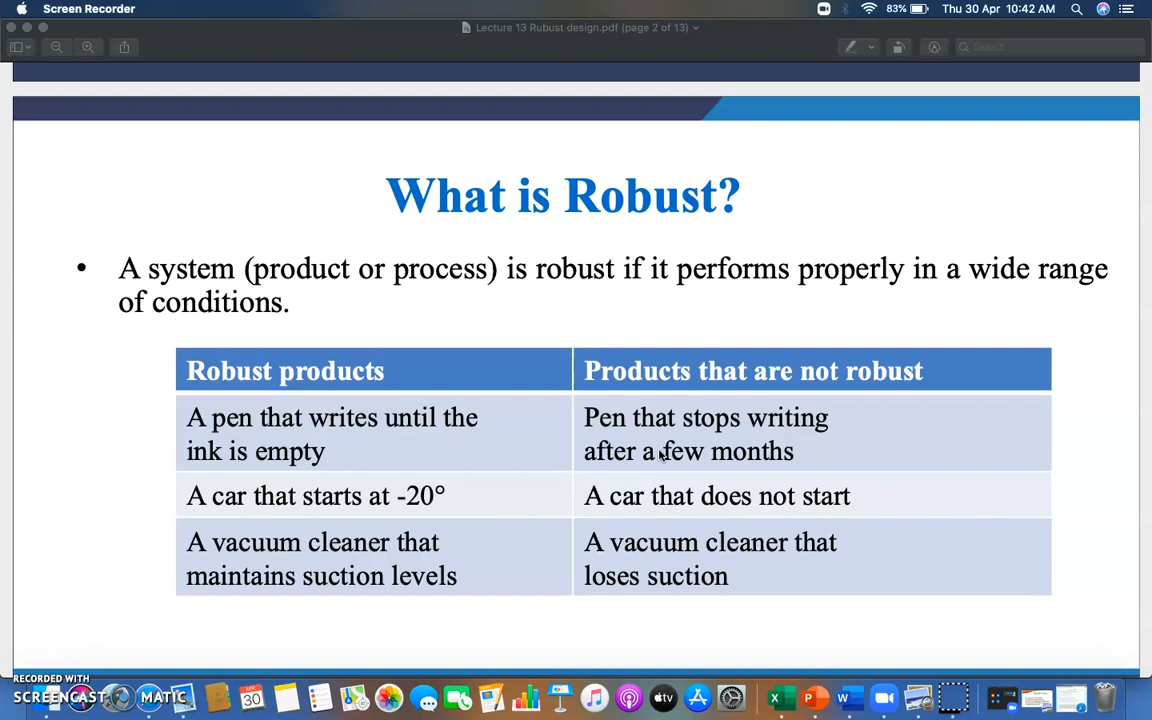 Screen Recorder
83%
Thu 30 Apr 10:42 AM
Lecture 13 Rubust design.pdf (page 2 of 13)
Search
What is Robust?
• A system (product or process) is robust if it performs properly in a wide range
of conditions.
Robust products
Products that are not robust
A pen that writes until the
ink is empty
Pen that stops writing
after a few months
A car that starts at -20°
A car that does not start
A vacuum cleaner that
maintains suction levels
A vacuum cleaner that
loses suction
RECORDED WITH
SCREENCAST MATIC
30
tv